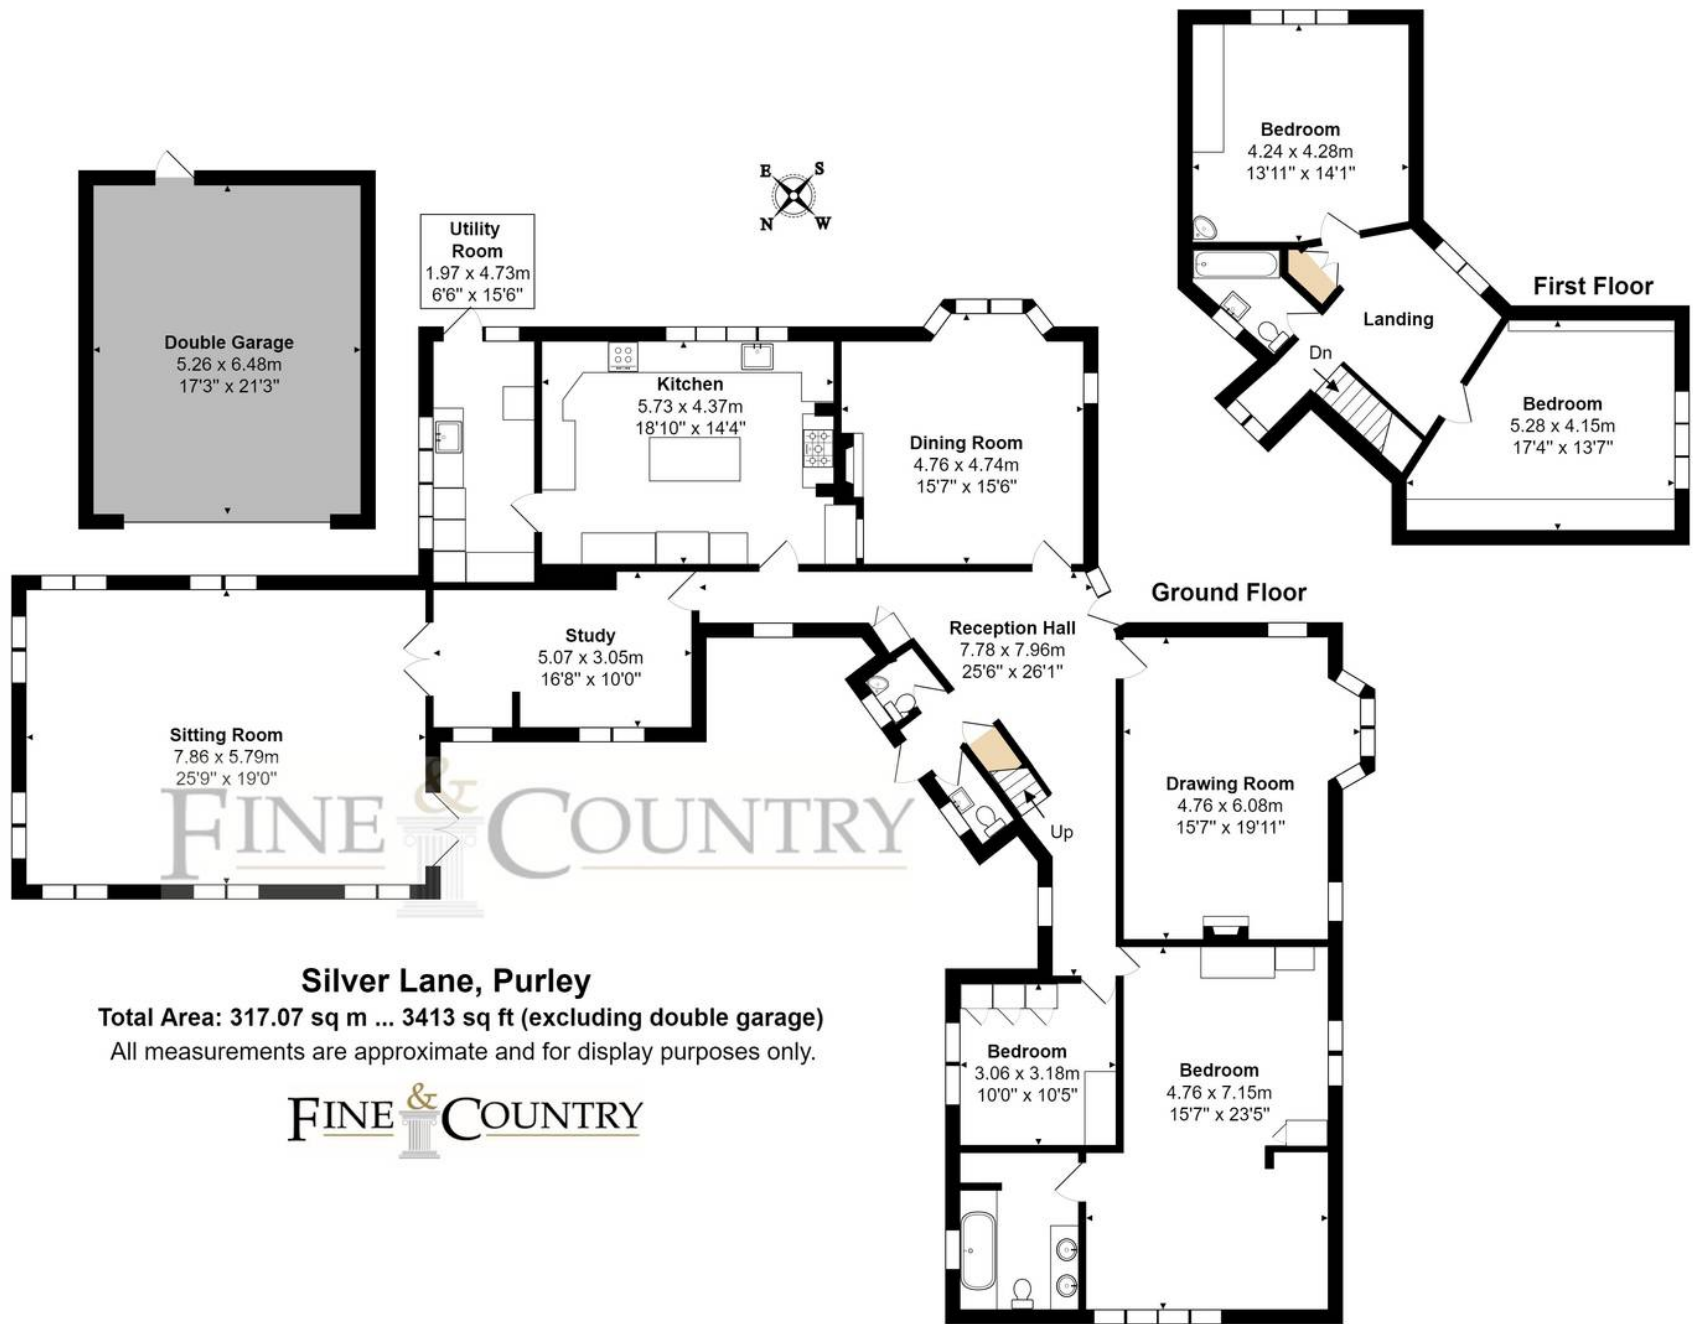 Bedroom
4.24 x 4.28m
13'11" x 14'1"
E S
N W
Utility
Room
1.97 x 4.73m
6'6" x 15'6"
First Floor
Landing
Dn
Double Garage
5.26 x 6.48m
17'3" x 21'3"
Kitchen
5.73 x 4.37m
18'10" x 14'4"
Bedroom
5.28 x 4.15m
17'4" x 13'7"
Dining Room
4.76 x 4.74m
15'7" x 15'6"
Ground Floor
Study
5.07 x 3.05m
16'8" x 10'0"
Reception Hall
7.78 x 7.96m
25'6" x 26'1"
Sitting Room
7.86 x 5.79m
25'9" x 19'0"
Drawing Room
4.76 x 6.08m
15'7" x 19'11"
FINE & COUNTRY
Up
Silver Lane, Purley
Total Area: 317.07 sq m ... 3413 sq ft (excluding double garage)
All measurements are approximate and for display purposes only.
Bedroom
3.06 x 3.18m
10'0" x 10'5"
Bedroom
4.76 x 7.15m
15'7" x 23'5"
FINE & COUNTRY